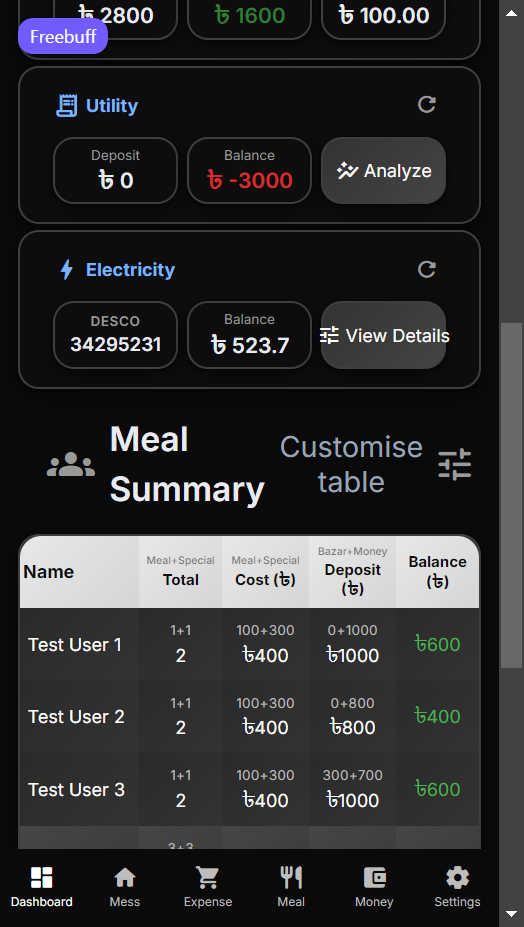 ৳ 2800
৳ 1600
৳ 100.00
Freebuff
Utility
Deposit
৳ 0
Balance
৳ -3000
Analyze
Electricity
DESCO
34295231
Balance
৳ 523.7
View Details
Meal
Summary
Customise
table
Name
Meal+Special
Total
Meal+Special
Cost (৳)
Bazar+Money
Deposit
(৳)
Balance
(৳)
Test User 1
1+1
2
100+300
৳400
0+1000
৳1000
৳600
Test User 2
1+1
2
100+300
৳400
0+800
৳800
৳400
Test User 3
1+1
2
100+300
৳400
300+700
৳1000
৳600
3+3
Dashboard
Mess
Expense
Meal
Money
Settings